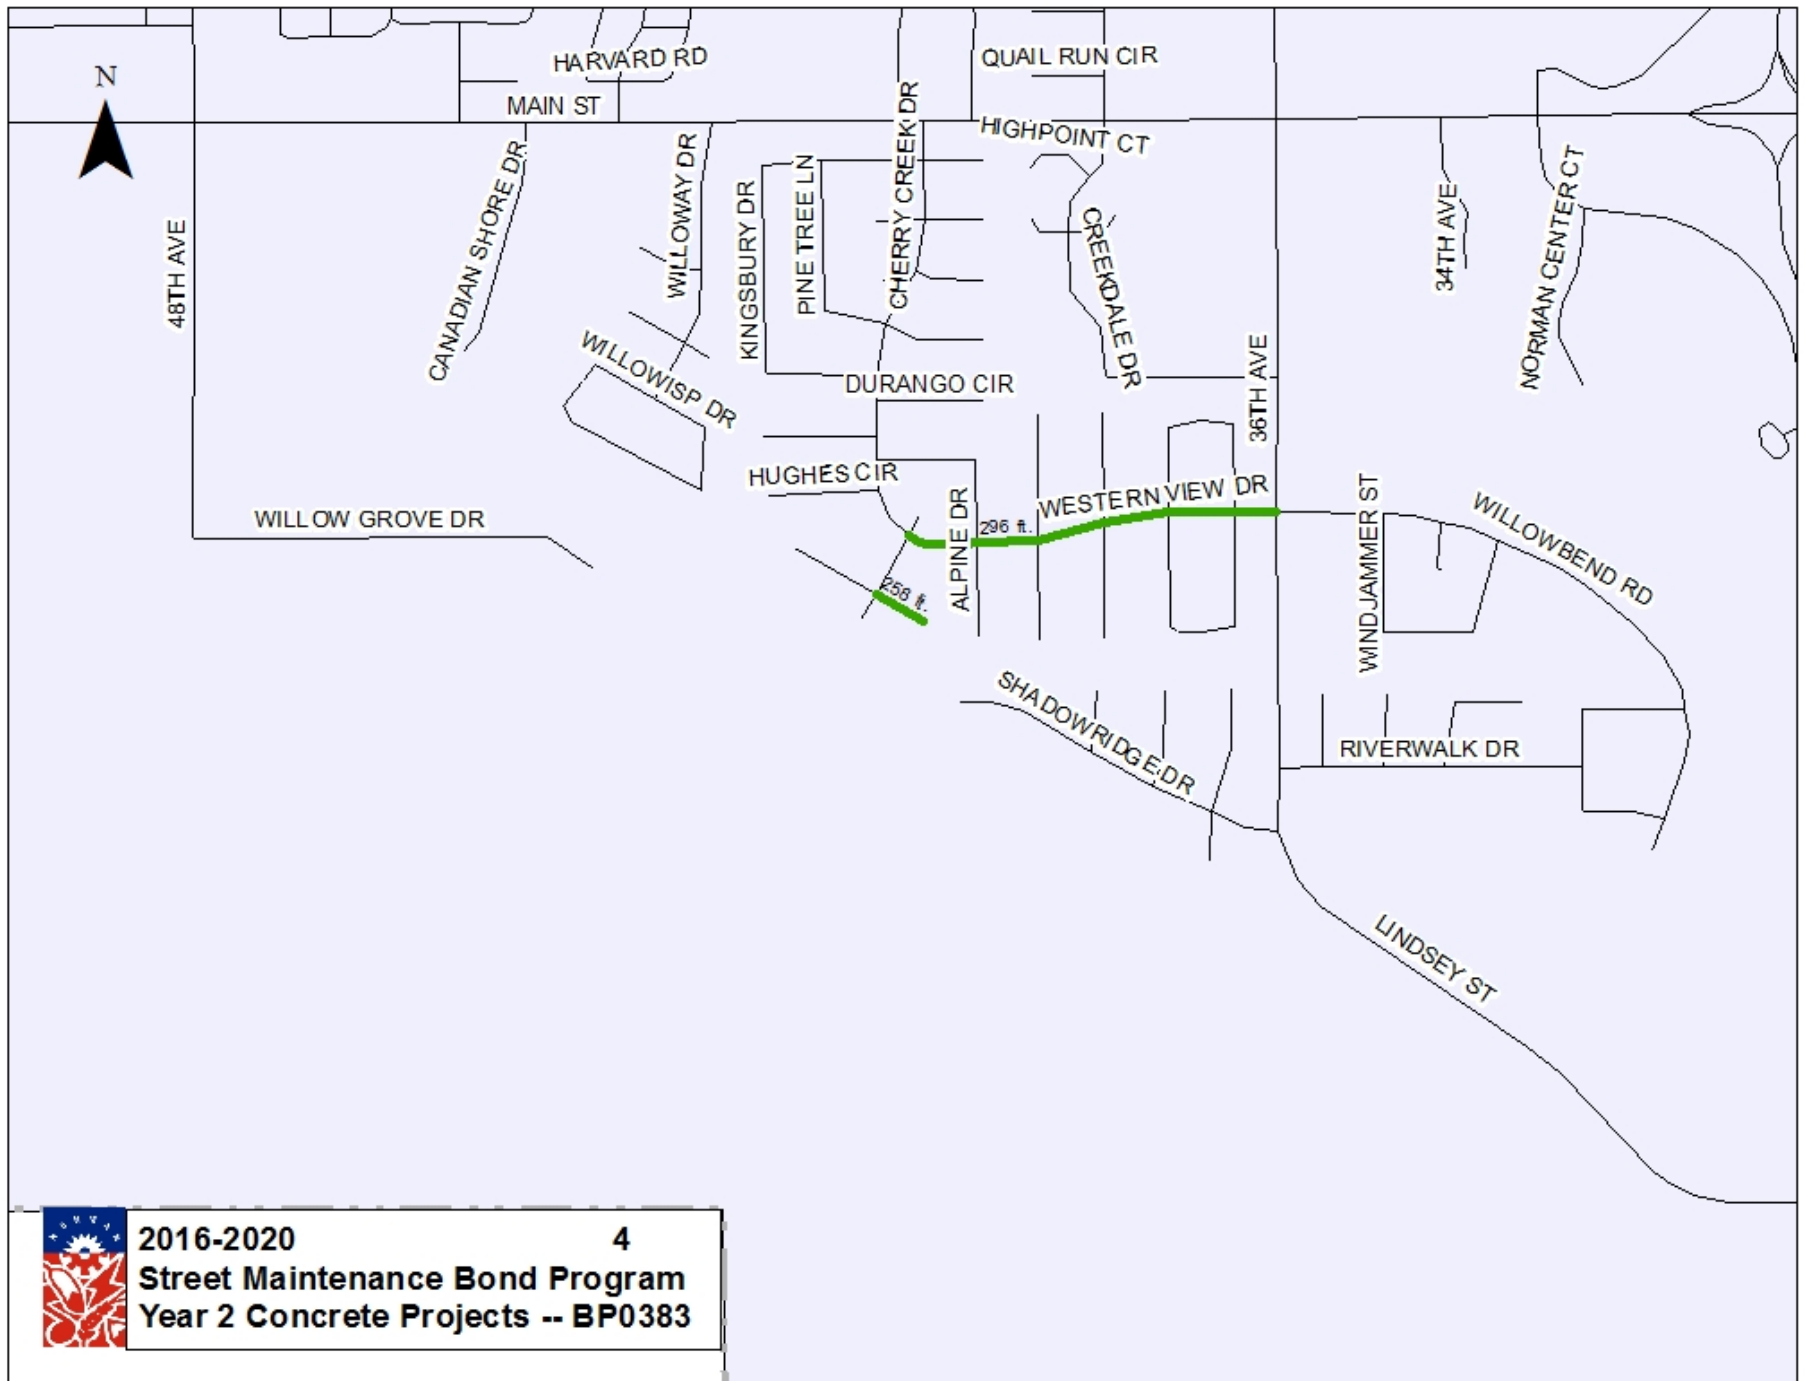 N
HARVARD RD
QUAIL RUN CIR
MAIN ST
HIGHPOINT CT
48TH AVE
CANADIAN SHORE DR
WILLOWAY DR
KINGSBURY DR
PINE TREE LN
CHERRY CREEK DR
CREEKDALE DR
36TH AVE
34TH AVE
NORMAN CENTER CT
WILLOWISP DR
DURANGO CIR
HUGHES CIR
WILLOW GROVE DR
ALPINE DR
296 ft.
WESTERN VIEW DR
258 ft.
WINDJAMMER ST
WILLOWBEND RD
SHADOWRIDGE DR
RIVERWALK DR
LINDSEY ST
2016-2020 4
Street Maintenance Bond Program
Year 2 Concrete Projects -- BP0383